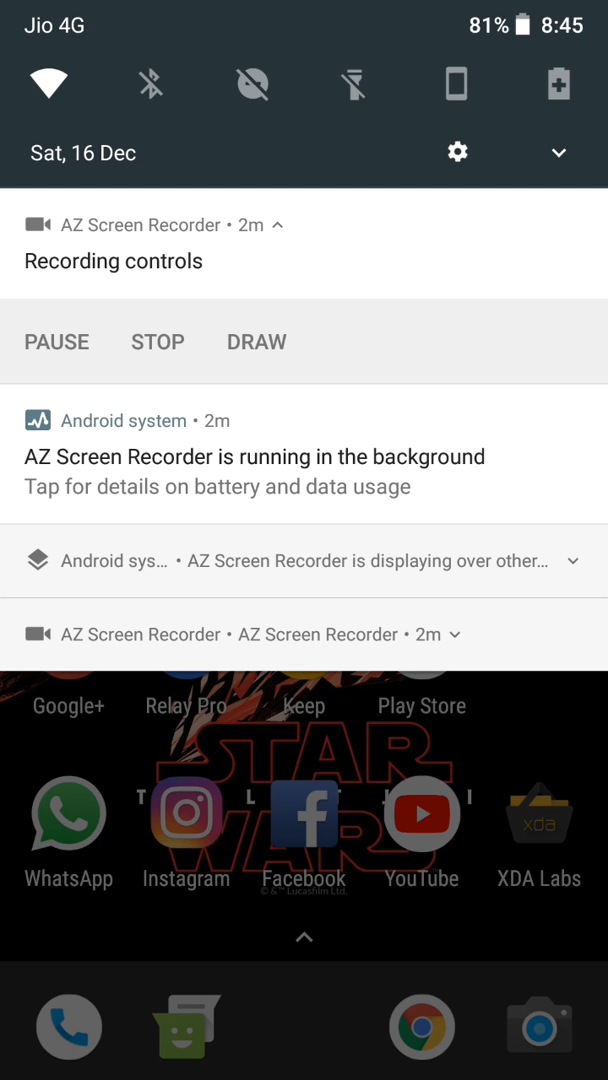 Jio 4G
81% 8:45
Sat, 16 Dec
AZ Screen Recorder • 2m
Recording controls
PAUSE STOP DRAW
Android system • 2m
AZ Screen Recorder is running in the background
Tap for details on battery and data usage
Android sys... • AZ Screen Recorder is displaying over other...
AZ Screen Recorder • AZ Screen Recorder • 2m
Google+ Relay Pro Keep Play Store
STAR
WARS
xda
WhatsApp Instagram Facebook YouTube XDA Labs
© & ™ Lucasfilm Ltd.